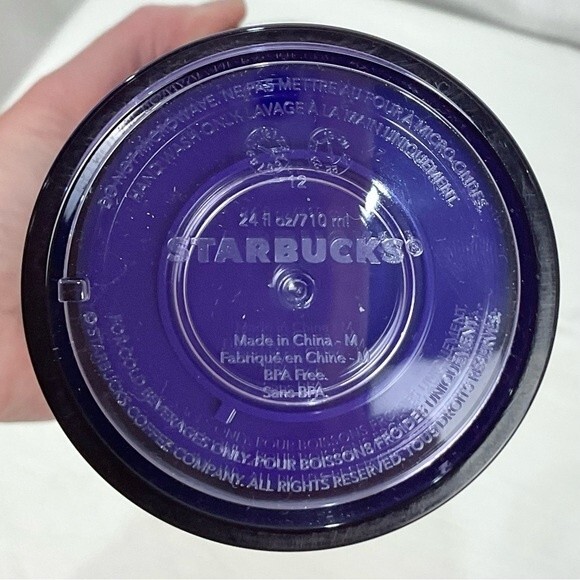 DO NOT MICROWAVE. NE PAS METTRE AU FOUR À MICRO-ONDES.
HAND WASH ONLY. LAVAGE À LA MAIN UNIQUEMENT.
12
24 fl oz/710 ml
STARBUCKS®
Made in China - M
Fabriqué en Chine - M
BPA Free.
Sans BPA.
FOR COLD BEVERAGES ONLY. POUR BOISSONS FROIDES UNIQUEMENT.
© STARBUCKS COFFEE COMPANY. ALL RIGHTS RESERVED. TOUS DROITS RÉSERVÉS.